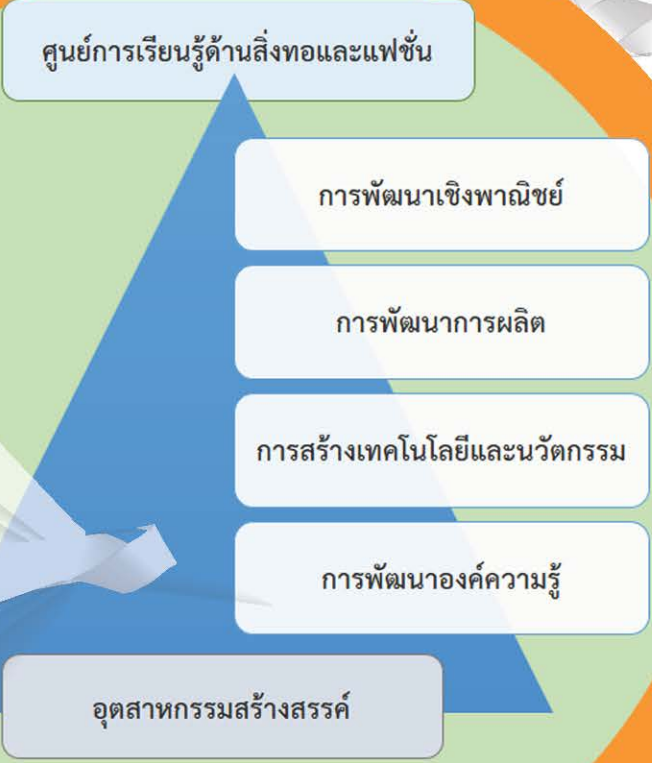 ศูนย์การเรียนรู้ด้านสิ่งทอและแฟชั่น
การพัฒนาเชิงพาณิชย์
การพัฒนาการผลิต
การสร้างเทคโนโลยีและนวัตกรรม
การพัฒนาองค์ความรู้
อุตสาหกรรมสร้างสรรค์